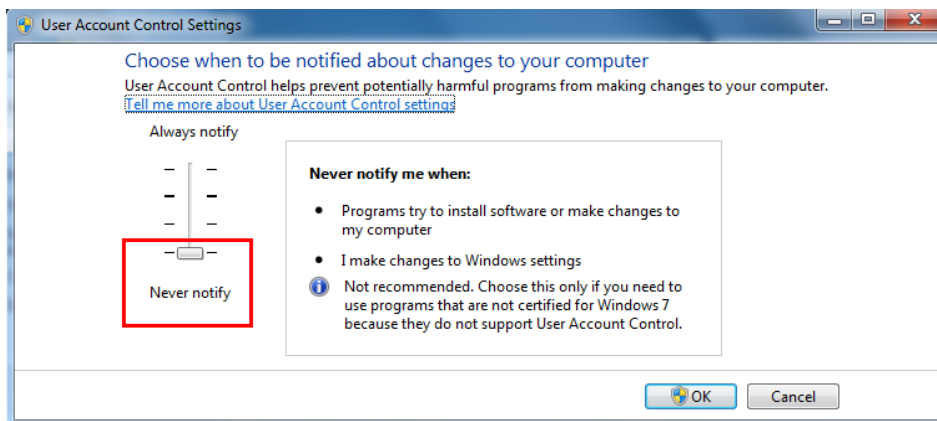 User Account Control Settings
Choose when to be notified about changes to your computer
User Account Control helps prevent potentially harmful programs from making changes to your computer.
Tell me more about User Account Control settings
Always notify
Never notify
Never notify me when:
• Programs try to install software or make changes to
my computer
• I make changes to Windows settings
Not recommended. Choose this only if you need to
use programs that are not certified for Windows 7
because they do not support User Account Control.
OK
Cancel